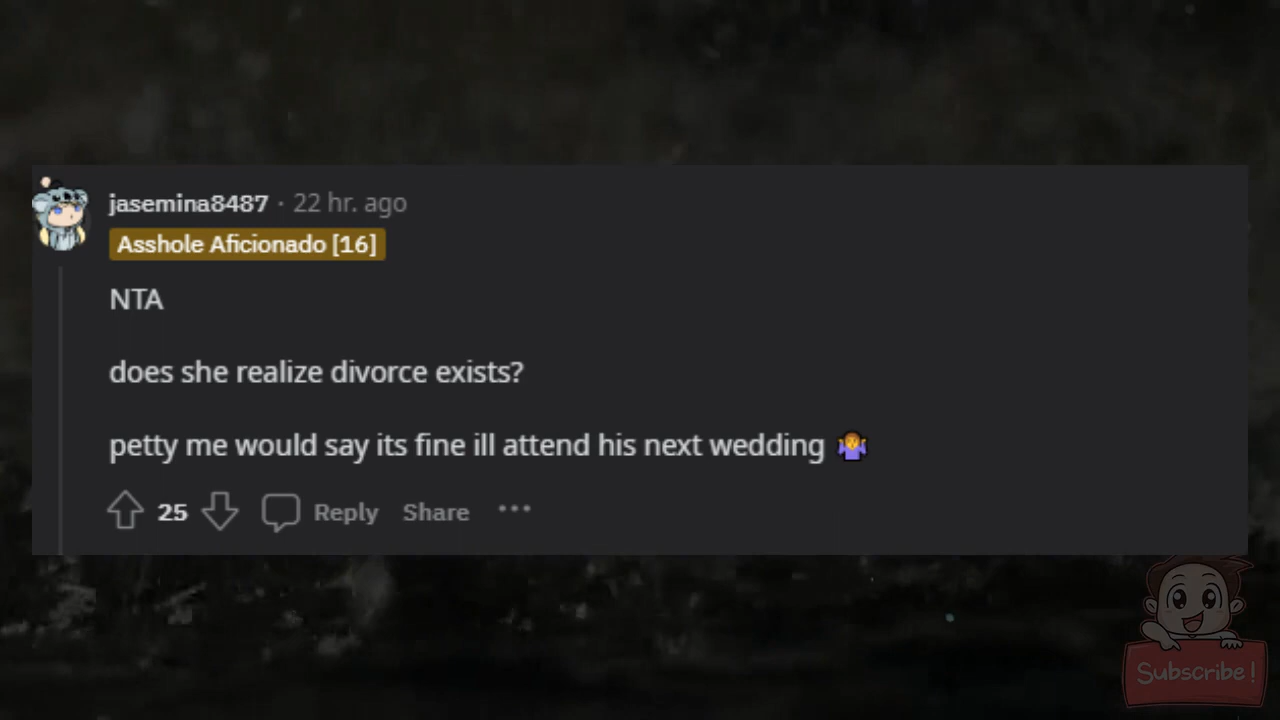 jasemina8487 · 22 hr. ago
Asshole Aficionado [16]
NTA
does she realize divorce exists?
petty me would say its fine ill attend his next wedding 🤷‍♀️
25 Reply Share ···
Subscribe!